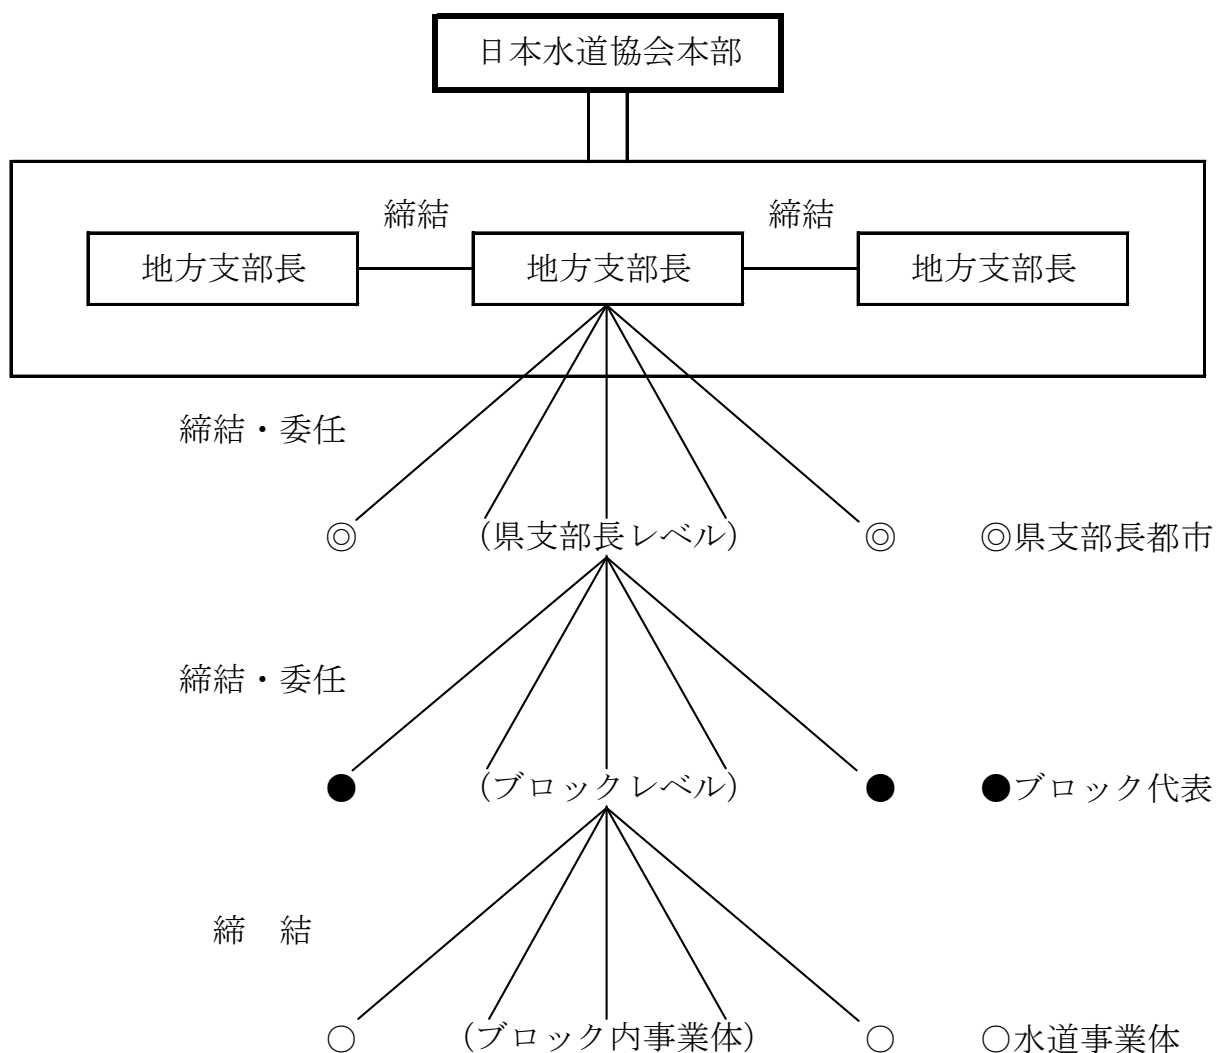 日本水道協会本部
締結 締結
地方支部長 地方支部長 地方支部長
締結・委任
◎ (県支部長レベル) ◎ ◎県支部長都市
締結・委任
● (ブロックレベル) ● ●ブロック代表
締 結
○ (ブロック内事業体) ○ ○水道事業体